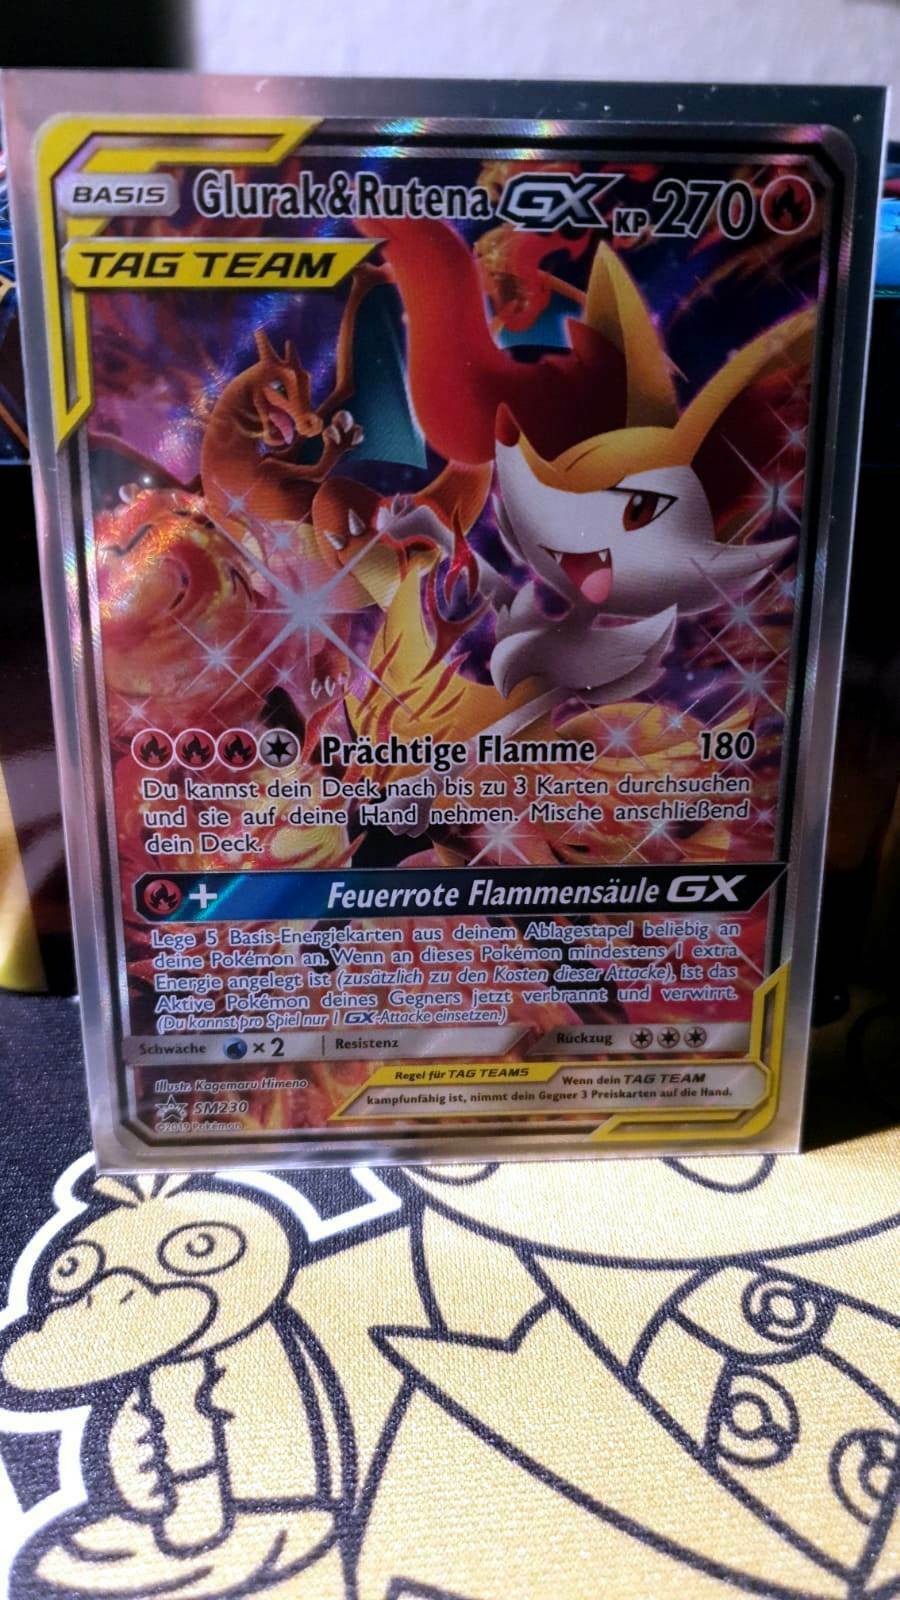 BASIS Glurak&Rutena GX KP 270
TAG TEAM
Prächtige Flamme 180
Du kannst dein Deck nach bis zu 3 Karten durchsuchen
und sie auf deine Hand nehmen. Mische anschließend
dein Deck.
+ Feuerrote Flammensäule GX
Lege 5 Basis-Energiekarten aus deinem Ablagestapel beliebig an
deine Pokémon an. Wenn an dieses Pokémon mindestens 1 extra
Energie angelegt ist (zusätzlich zu den Kosten dieser Attacke), ist das
Aktive Pokémon deines Gegners jetzt verbrannt und verwirrt.
(Du kannst pro Spiel nur 1 GX-Attacke einsetzen.)
Schwäche ×2 Resistenz Rückzug
Illustr. Kagemaru Himeno
SM230
©2019 Pokémon
Regel für TAG TEAMS Wenn dein TAG TEAM
kampfunfähig ist, nimmt dein Gegner 3 Preiskarten auf die Hand.